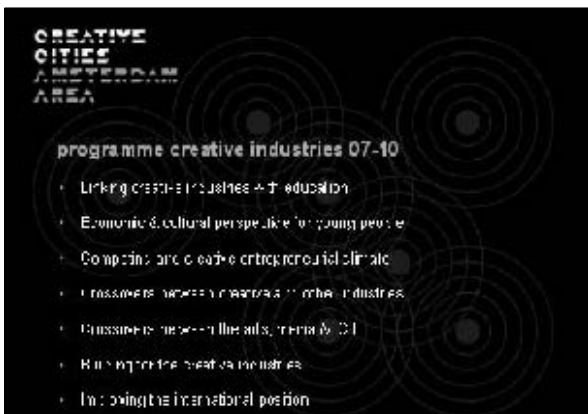 CREATIVE
CITIES
AMSTERDAM
AREA
programme creative industries 07-10
Linking creative industries with education
Economic & cultural perspective for young people
Competing and creative entrepreneurial climate
Crossovers between creative and other industries
Crossovers between the arts, media & ICT
Building for the creative industries
Improving the international position